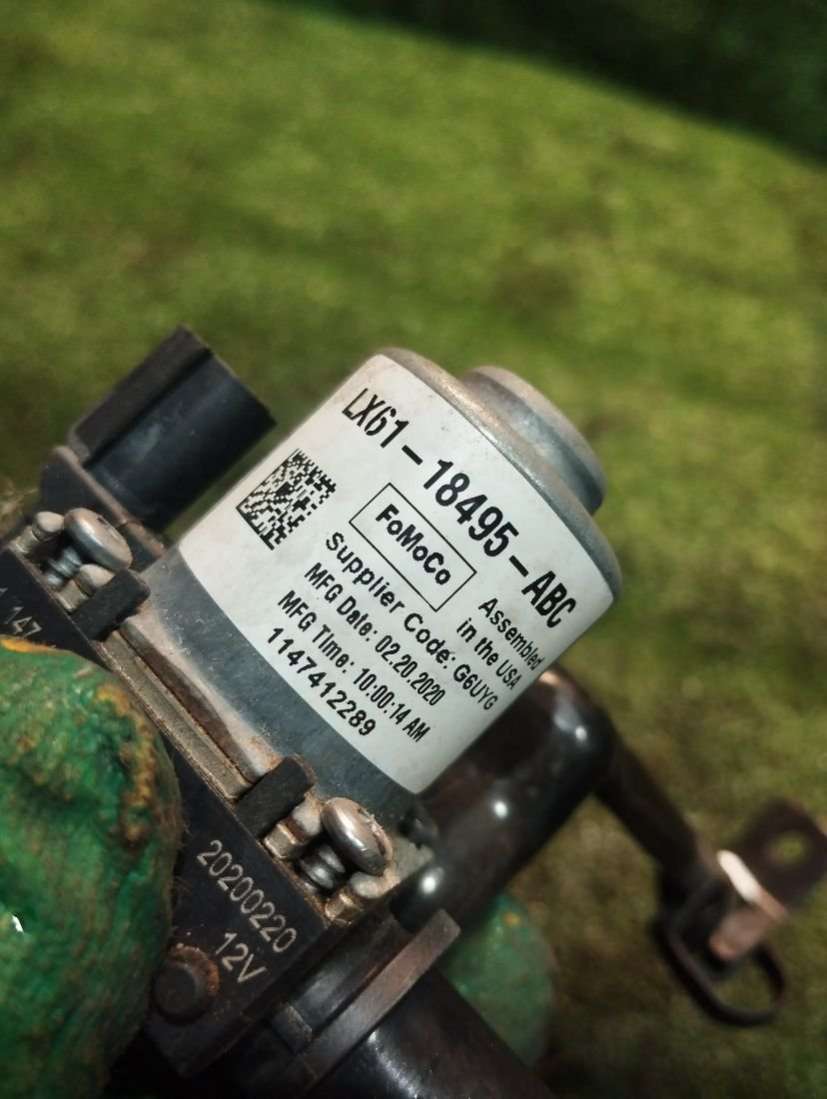 LX61-18495-ABC
FoMoCo
Assembled
in the USA
Supplier Code: G6UYG
MFG Date: 02.20.2020
MFG Time: 10:00:14 AM
1147412289
147
20200220
12V